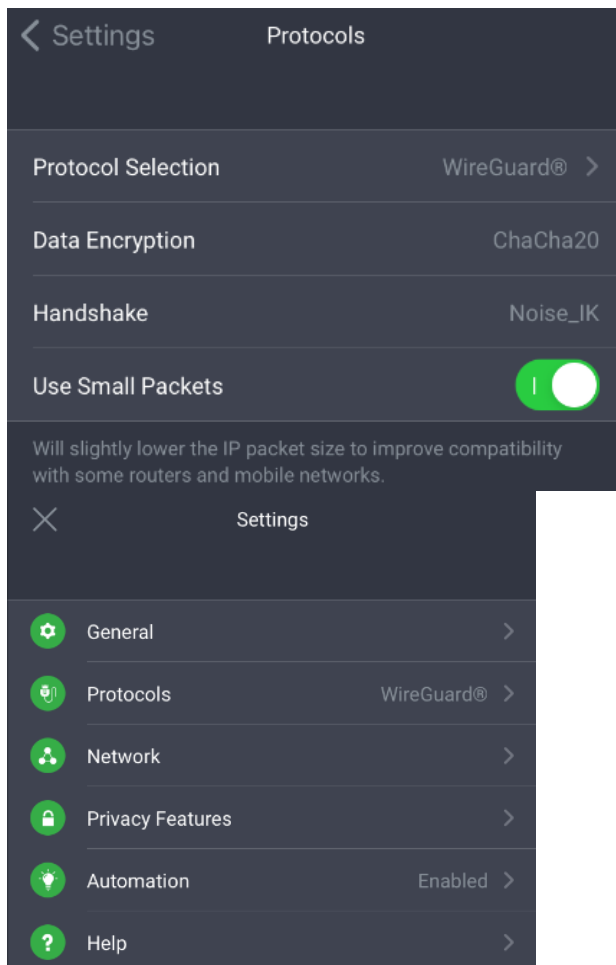 Settings
Protocols
Protocol Selection WireGuard®
Data Encryption ChaCha20
Handshake Noise_IK
Use Small Packets
Will slightly lower the IP packet size to improve compatibility
with some routers and mobile networks.
Settings
General
Protocols WireGuard®
Network
Privacy Features
Automation Enabled
Help